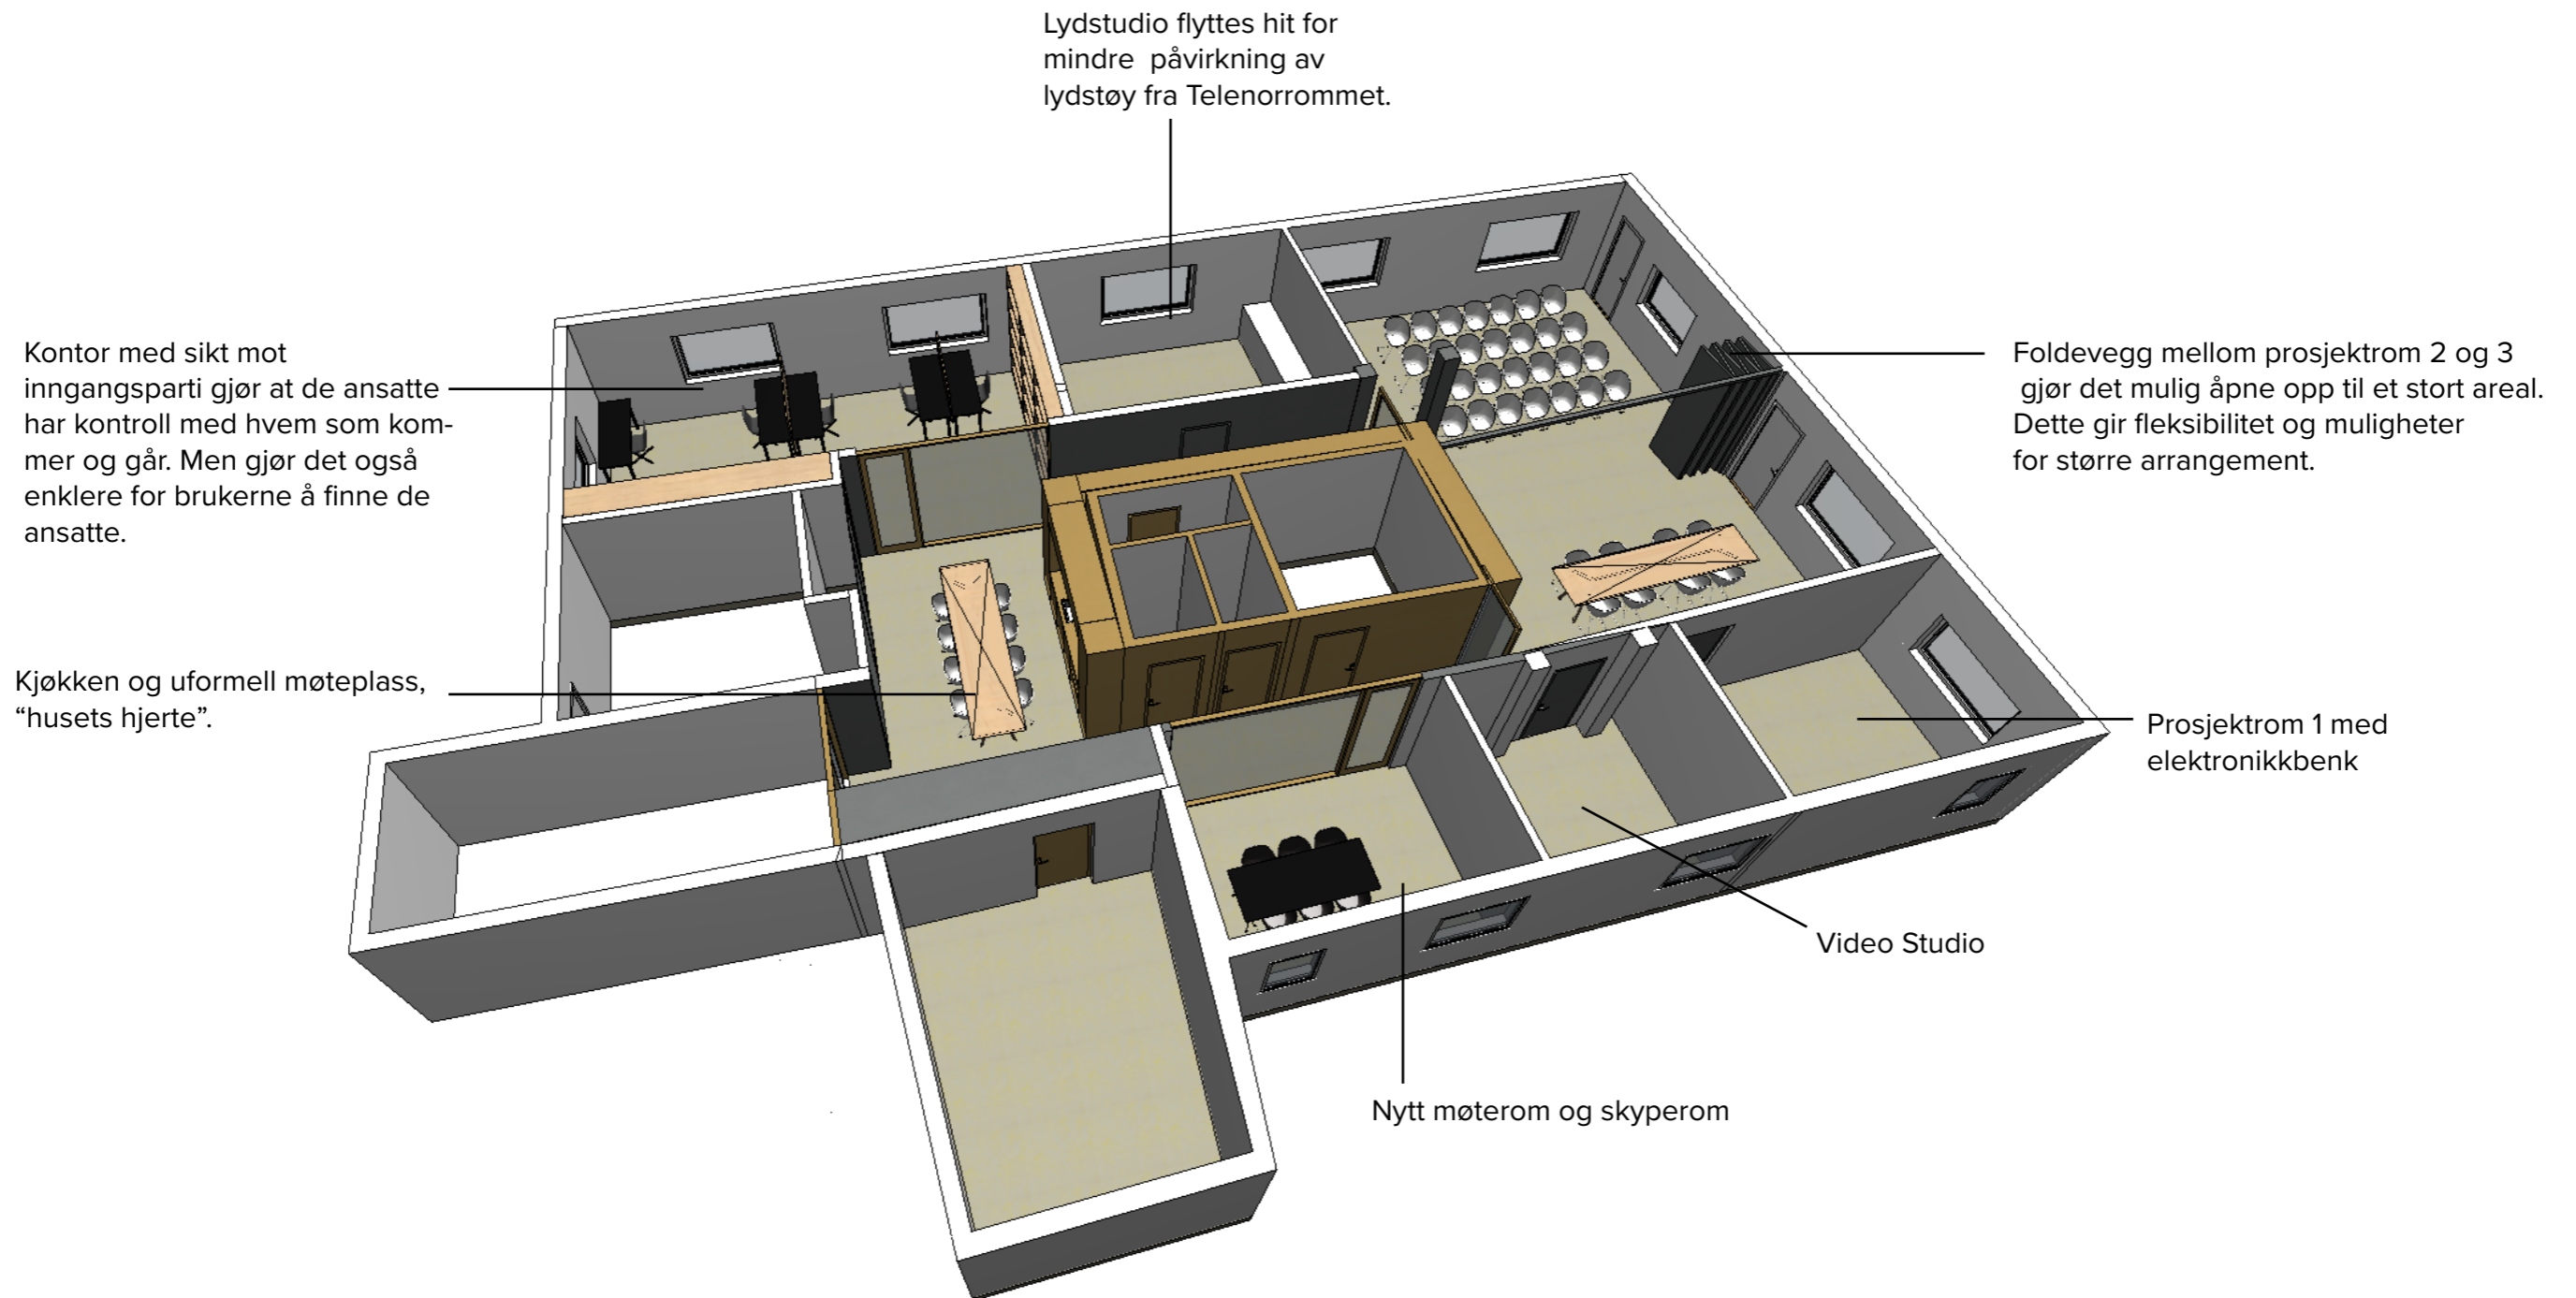 Lydstudio flyttes hit for
mindre  påvirkning av
lydstøy fra Telenorrommet.
Kontor med sikt mot
inngangsparti gjør at de ansatte
har kontroll med hvem som kom-
mer og går. Men gjør det også
enklere for brukerne å finne de
ansatte.
Foldevegg mellom prosjektrom 2 og 3
gjør det mulig åpne opp til et stort areal.
Dette gir fleksibilitet og muligheter
for større arrangement.
Kjøkken og uformell møteplass,
“husets hjerte”.
Prosjektrom 1 med
elektronikkbenk
Video Studio
Nytt møterom og skyperom